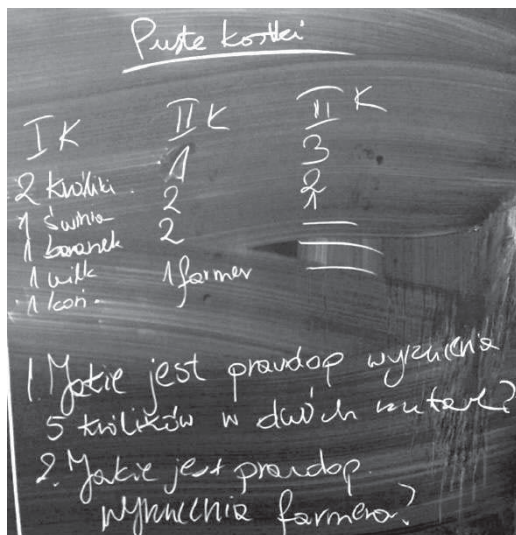 Puste kostki
I K II K II K
2 króliki 1 3
1 świnia 2 2
1 baranek 2 1
1 wilk 1 farmer
1 koń
1. Jakie jest prawdop wyrzucenia
5 królików w dwóch rzutach?
2. Jakie jest prawdop.
wyrzucenia farmera?